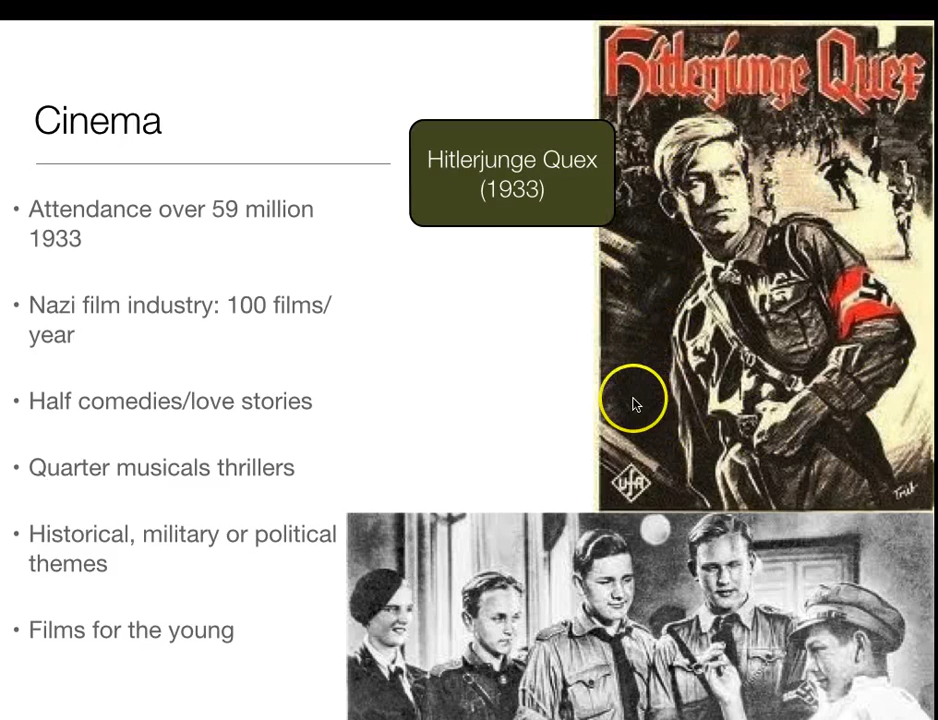 Cinema
• Attendance over 59 million
1933
• Nazi film industry: 100 films/
year
• Half comedies/love stories
• Quarter musicals thrillers
• Historical, military or political
themes
• Films for the young
Hitlerjunge Quex
(1933)
Hitlerjunge Quex
UFA